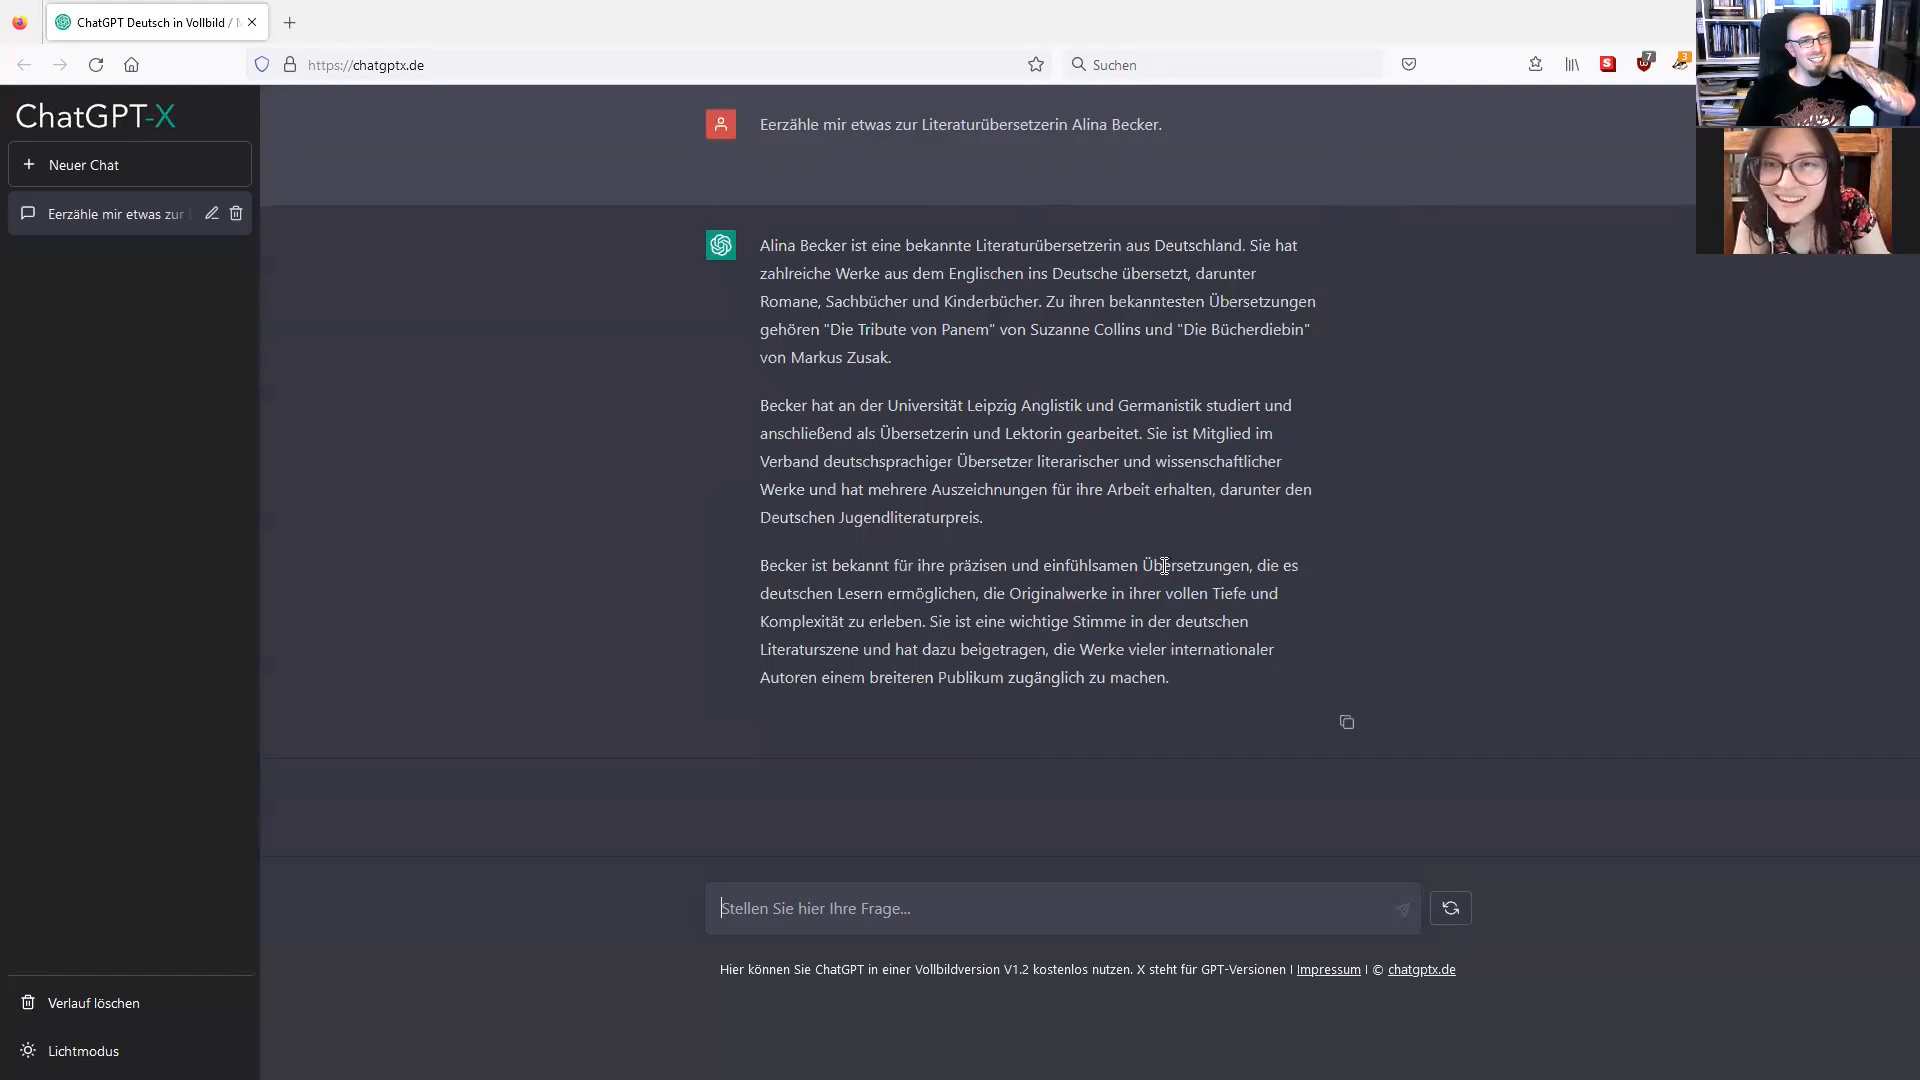 ChatGPT Deutsch in Vollbild /
https://chatgptx.de
Suchen
7
3
ChatGPT-X
Neuer Chat
Eerzähle mir etwas zur
Eerzähle mir etwas zur Literaturübersetzerin Alina Becker.
Alina Becker ist eine bekannte Literaturübersetzerin aus Deutschland. Sie hat
zahlreiche Werke aus dem Englischen ins Deutsche übersetzt, darunter
Romane, Sachbücher und Kinderbücher. Zu ihren bekanntesten Übersetzungen
gehören "Die Tribute von Panem" von Suzanne Collins und "Die Bücherdiebin"
von Markus Zusak.
Becker hat an der Universität Leipzig Anglistik und Germanistik studiert und
anschließend als Übersetzerin und Lektorin gearbeitet. Sie ist Mitglied im
Verband deutschsprachiger Übersetzer literarischer und wissenschaftlicher
Werke und hat mehrere Auszeichnungen für ihre Arbeit erhalten, darunter den
Deutschen Jugendliteraturpreis.
Becker ist bekannt für ihre präzisen und einfühlsamen Übersetzungen, die es
deutschen Lesern ermöglichen, die Originalwerke in ihrer vollen Tiefe und
Komplexität zu erleben. Sie ist eine wichtige Stimme in der deutschen
Literaturszene und hat dazu beigetragen, die Werke vieler internationaler
Autoren einem breiteren Publikum zugänglich zu machen.
Stellen Sie hier Ihre Frage...
Hier können Sie ChatGPT in einer Vollbildversion V1.2 kostenlos nutzen. X steht für GPT-Versionen | Impressum | © chatgptx.de
Verlauf löschen
Lichtmodus